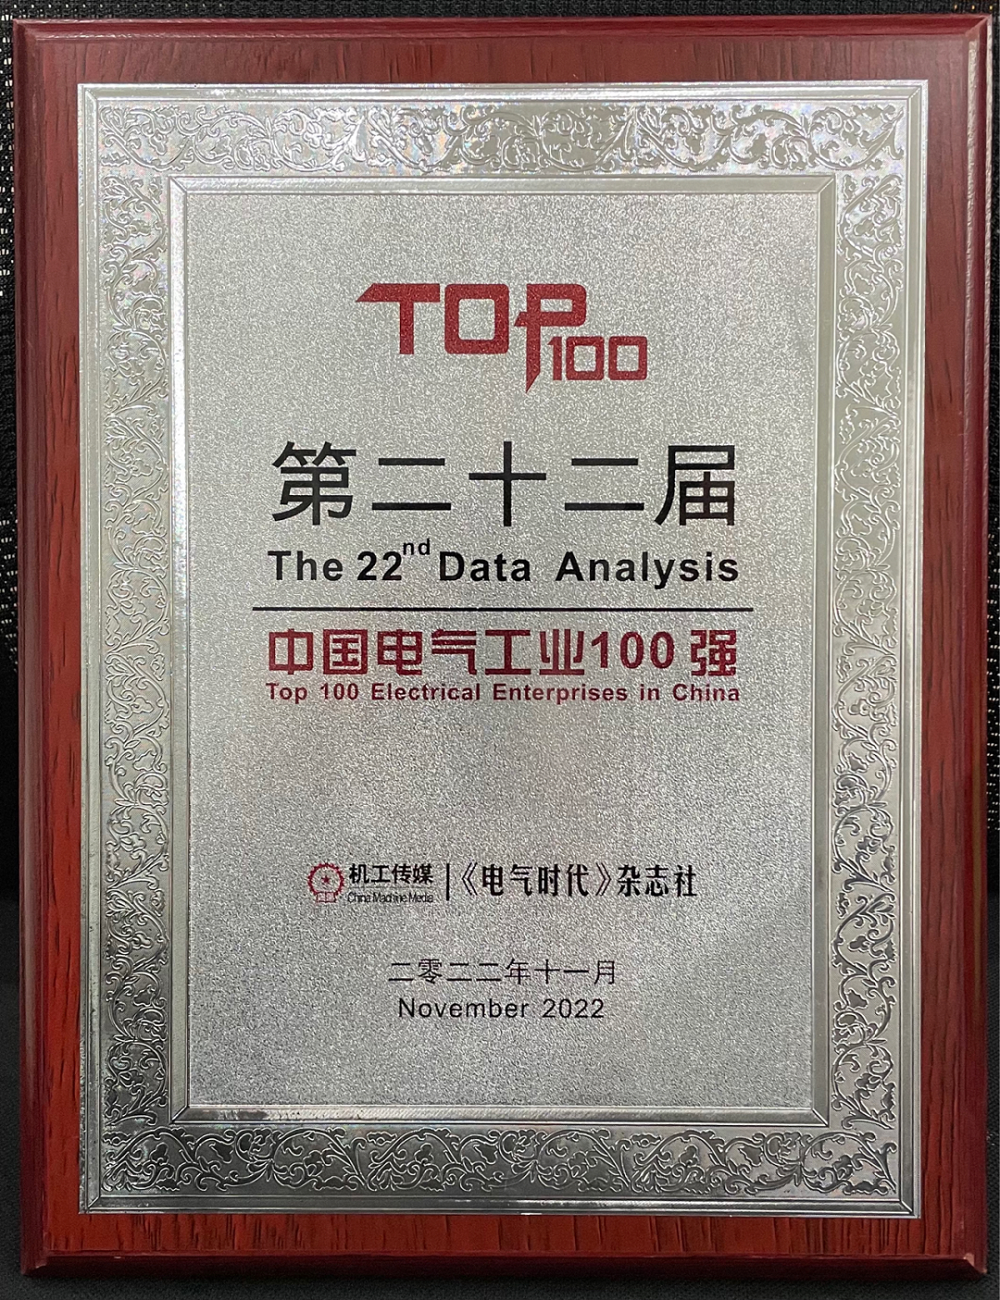 TOP100
第二十二届
The 22nd Data Analysis
中国电气工业100强
Top 100 Electrical Enterprises in China
机工传媒 |《电气时代》杂志社
China Machine Media
二零二二年十一月
November 2022